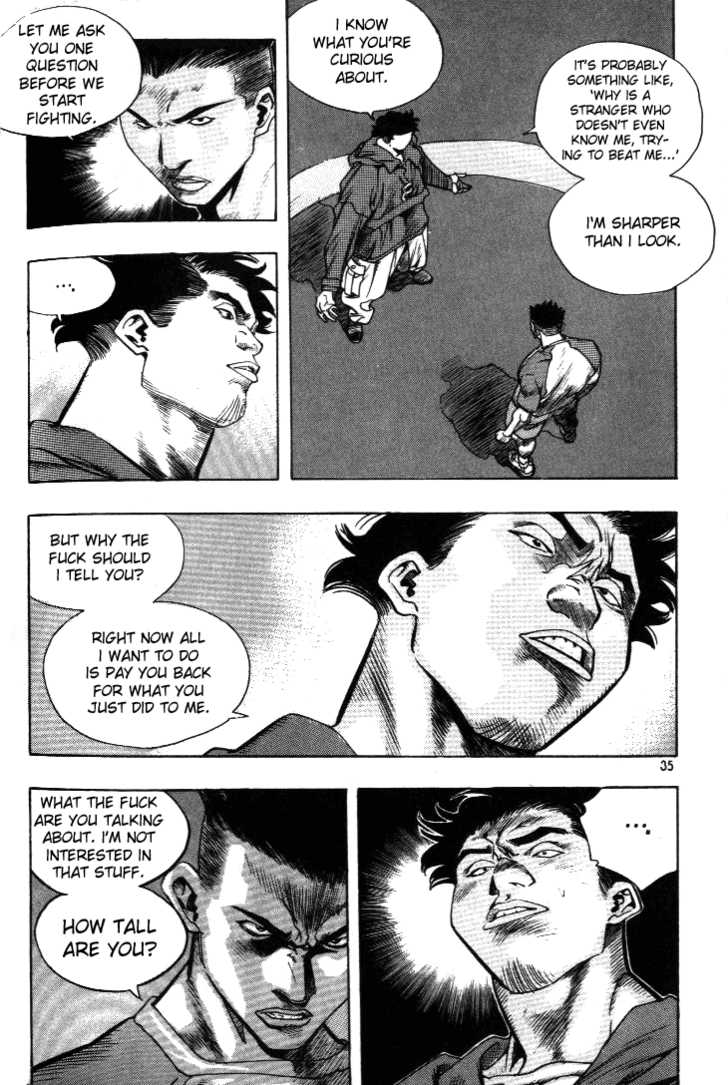 LET ME ASK
YOU ONE
QUESTION
BEFORE WE
START
FIGHTING.
I KNOW
WHAT YOU'RE
CURIOUS
ABOUT.
IT'S PROBABLY
SOMETHING LIKE,
'WHY IS A
STRANGER WHO
DOESN'T EVEN
KNOW ME, TRY-
ING TO BEAT ME...'
I'M SHARPER
THAN I LOOK.
...
BUT WHY THE
FUCK SHOULD
I TELL YOU?
RIGHT NOW ALL
I WANT TO DO
IS PAY YOU BACK
FOR WHAT YOU
JUST DID TO ME.
35
WHAT THE FUCK
ARE YOU TALKING
ABOUT. I'M NOT
INTERESTED IN
THAT STUFF.
HOW TALL
ARE YOU?
...